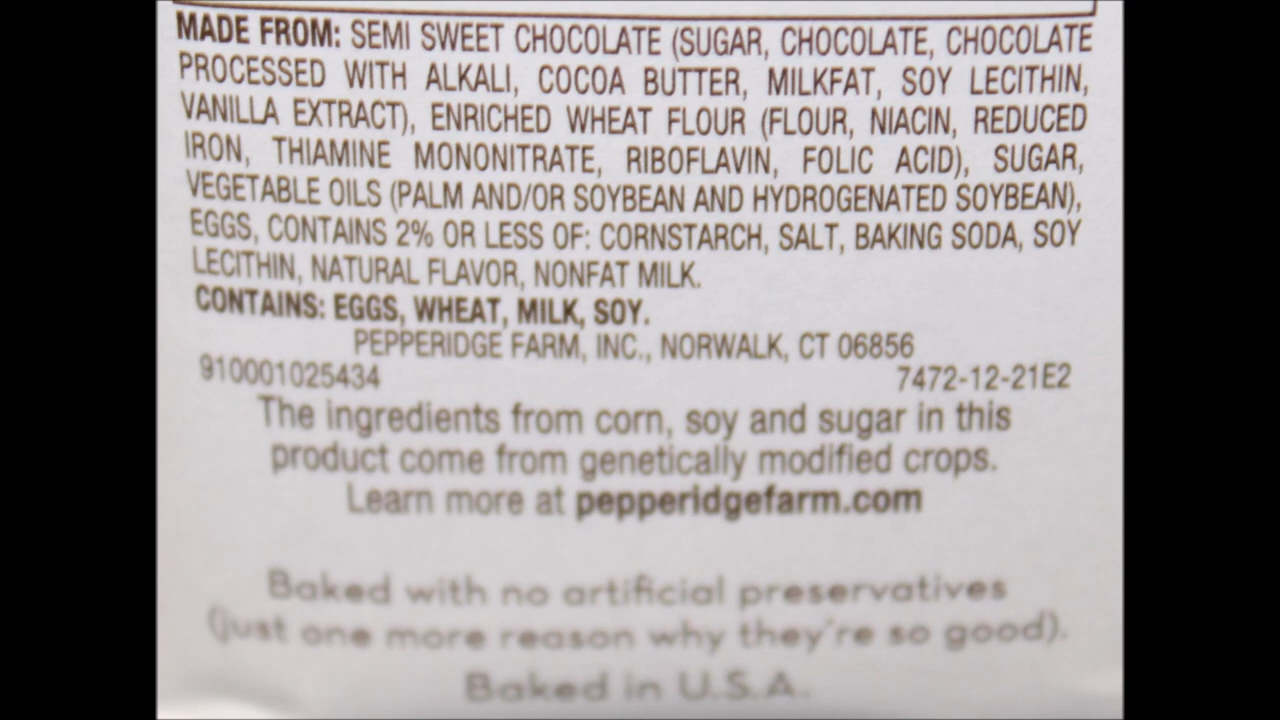 MADE FROM: SEMI SWEET CHOCOLATE (SUGAR, CHOCOLATE, CHOCOLATE
PROCESSED WITH ALKALI, COCOA BUTTER, MILKFAT, SOY LECITHIN,
VANILLA EXTRACT), ENRICHED WHEAT FLOUR (FLOUR, NIACIN, REDUCED
IRON, THIAMINE MONONITRATE, RIBOFLAVIN, FOLIC ACID), SUGAR,
VEGETABLE OILS (PALM AND/OR SOYBEAN AND HYDROGENATED SOYBEAN),
EGGS, CONTAINS 2% OR LESS OF: CORNSTARCH, SALT, BAKING SODA, SOY
LECITHIN, NATURAL FLAVOR, NONFAT MILK.
CONTAINS: EGGS, WHEAT, MILK, SOY.
PEPPERIDGE FARM, INC., NORWALK, CT 06856
910001025434 7472-12-21E2
The ingredients from corn, soy and sugar in this
product come from genetically modified crops.
Learn more at pepperidgefarm.com
Baked with no artificial preservatives
(just one more reason why they're so good).
Baked in U.S.A.